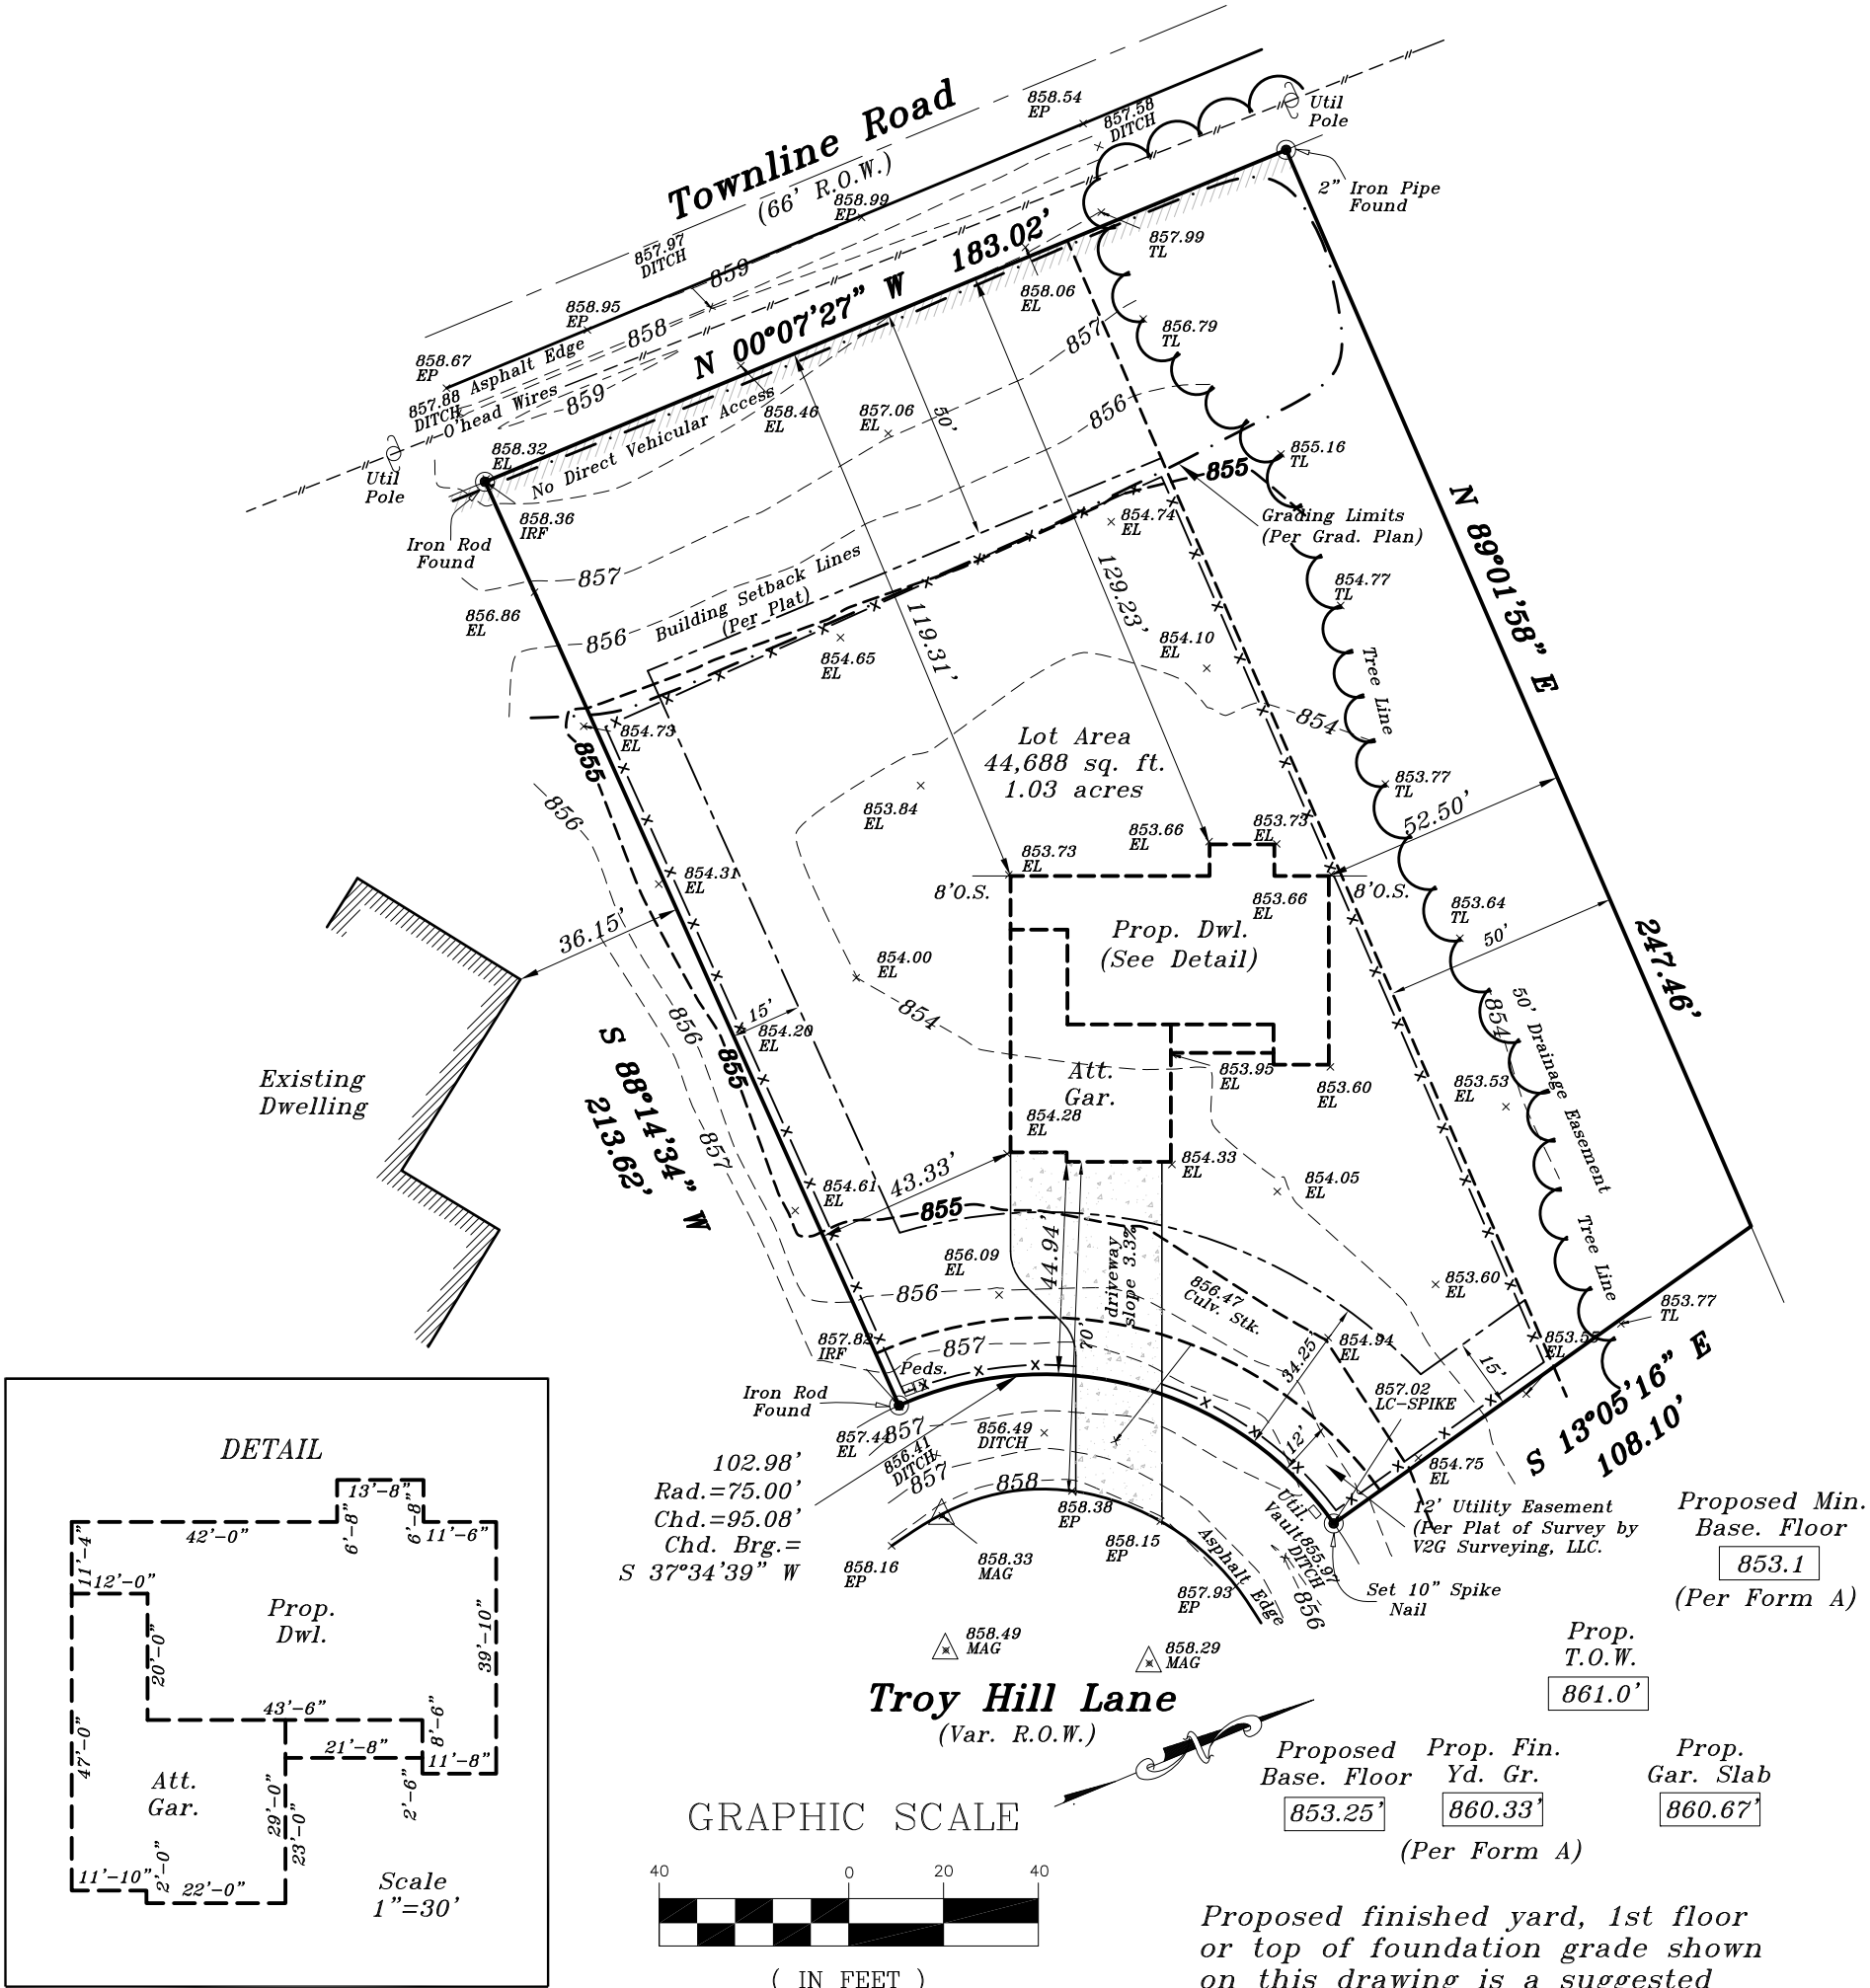 Townline Road
(66' R.O.W.)
858.54
EP
857.58
DITCH
Util
Pole
2" Iron Pipe
Found
858.99
EP
857.97
DITCH
859
858.95
EP
858
858.67
EP
Asphalt Edge
857.88
DITCH
O'head Wires
859
N 00°07'27" W 183.02'
857.99
TL
858.06
EL
857
856.79
TL
856
858.46
EL
857.06
EL
50'
858.32
EL
No Direct Vehicular Access
Util
Pole
858.36
IRF
Iron Rod
Found
855.16
TL
855
Grading Limits
(Per Grad. Plan)
854.74
EL
857
856.86
EL
856
Building Setback Lines
(Per Plat)
854.65
EL
119.31'
129.23'
854.10
EL
854.77
TL
N 89°01'58" E
247.46'
Tree Line
854.73
EL
855
856
Lot Area
44,688 sq. ft.
1.03 acres
854
853.77
TL
52.50'
853.84
EL
853.66
EL
853.73
EL
853.73
EL
8'O.S.
853.66
EL
8'O.S.
854.31
EL
36.15'
Prop. Dwl.
(See Detail)
853.64
TL
50'
854.00
EL
854
15'
854.20
EL
856
855
Existing
Dwelling
S 88°14'34" W
213.62'
857
Att.
Gar.
853.95
EL
853.60
EL
853.53
EL
854
50' Drainage Easement
Tree Line
854.28
EL
854.33
EL
854.05
EL
854.61
EL
43.33'
855
856.09
EL
856
44.94'
driveway
slope 3.3%
70'
856.47
Culv. Stk.
853.60
EL
853.77
TL
857.82
IRF
857
Peds.
34.25'
854.94
EL
15'
853.55
EL
Iron Rod
Found
857.02
LC-SPIKE
857.44
EL
857
856.41
DITCH
856.49
DITCH
12'
854.75
EL
S 13°05'16" E
108.10'
102.98'
Rad.=75.00'
Chd.=95.08'
Chd. Brg.=
S 37°34'39" W
857
858
858.38
EP
858.15
EP
858.16
EP
858.33
MAG
Util.
Vault
855.97
DITCH
856
857.93
EP
Asphalt Edge
12' Utility Easement
(Per Plat of Survey by
V2G Surveying, LLC.
Set 10" Spike
Nail
858.49
MAG
858.29
MAG
Troy Hill Lane
(Var. R.O.W.)
N
Proposed Min.
Base. Floor
853.1
(Per Form A)
Prop.
T.O.W.
861.0'
Proposed
Base. Floor
853.25'
Prop. Fin.
Yd. Gr.
860.33'
Prop.
Gar. Slab
860.67'
(Per Form A)
DETAIL
13'-8"
42'-0"
6'-8"
6'-8"
11'-6"
11'-4"
12'-0"
Prop.
Dwl.
20'-0"
39'-10"
43'-6"
8'-6"
47'-0"
21'-8"
11'-8"
Att.
Gar.
29'-0"
23'-0"
2'-6"
11'-10"
2'-0"
22'-0"
Scale
1"=30'
GRAPHIC SCALE
40 0 20 40
( IN FEET )
Proposed finished yard, 1st floor
or top of foundation grade shown
on this drawing is a suggested